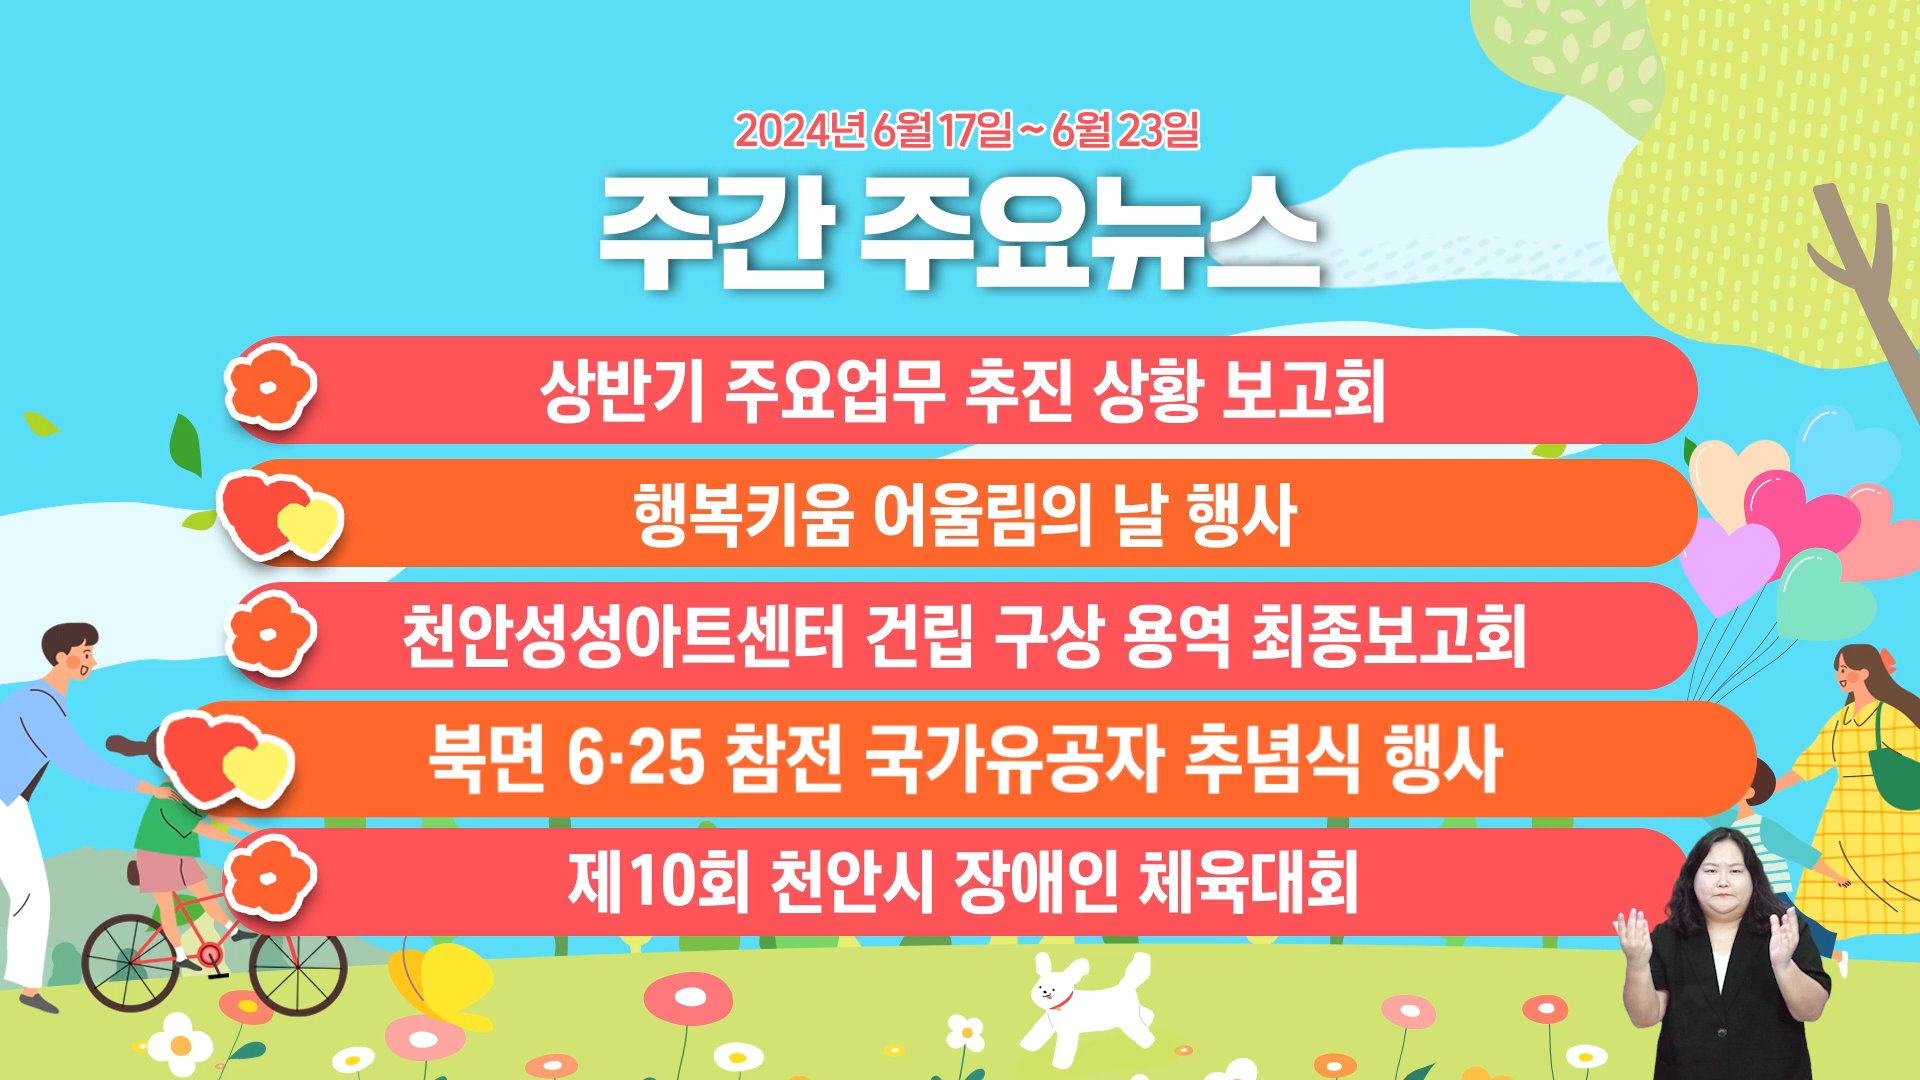 2024년 6월 17일 ~ 6월 23일
주간 주요뉴스
상반기 주요업무 추진 상황 보고회
행복키움 어울림의 날 행사
천안성성아트센터 건립 구상 용역 최종보고회
북면 6·25 참전 국가유공자 추념식 행사
제10회 천안시 장애인 체육대회